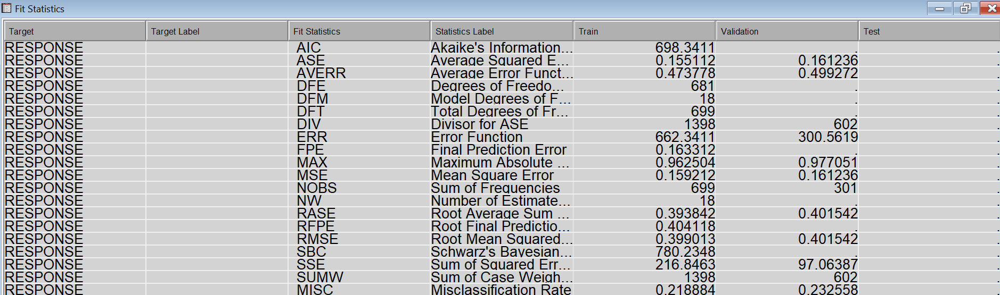 Fit Statistics
Target Target Label Fit Statistics Statistics Label Train Validation Test
RESPONSE AIC Akaike's Information... 698.3411 . .
RESPONSE ASE Average Squared E... 0.155112 0.161236 .
RESPONSE AVERR Average Error Funct... 0.473778 0.499272 .
RESPONSE DFE Degrees of Freedo... 681 . .
RESPONSE DFM Model Degrees of F... 18 . .
RESPONSE DFT Total Degrees of Fr... 699 . .
RESPONSE DIV Divisor for ASE 1398 602 .
RESPONSE ERR Error Function 662.3411 300.5619 .
RESPONSE FPE Final Prediction Error 0.163312 . .
RESPONSE MAX Maximum Absolute ... 0.962504 0.977051 .
RESPONSE MSE Mean Square Error 0.159212 0.161236 .
RESPONSE NOBS Sum of Frequencies 699 301 .
RESPONSE NW Number of Estimate... 18 . .
RESPONSE RASE Root Average Sum ... 0.393842 0.401542 .
RESPONSE RFPE Root Final Predictio... 0.404118 . .
RESPONSE RMSE Root Mean Squared... 0.399013 0.401542 .
RESPONSE SBC Schwarz's Bayesian... 780.2348 . .
RESPONSE SSE Sum of Squared Err... 216.8463 97.06387 .
RESPONSE SUMW Sum of Case Weigh... 1398 602 .
RESPONSE MISC Misclassification Rate 0.218884 0.232558 .